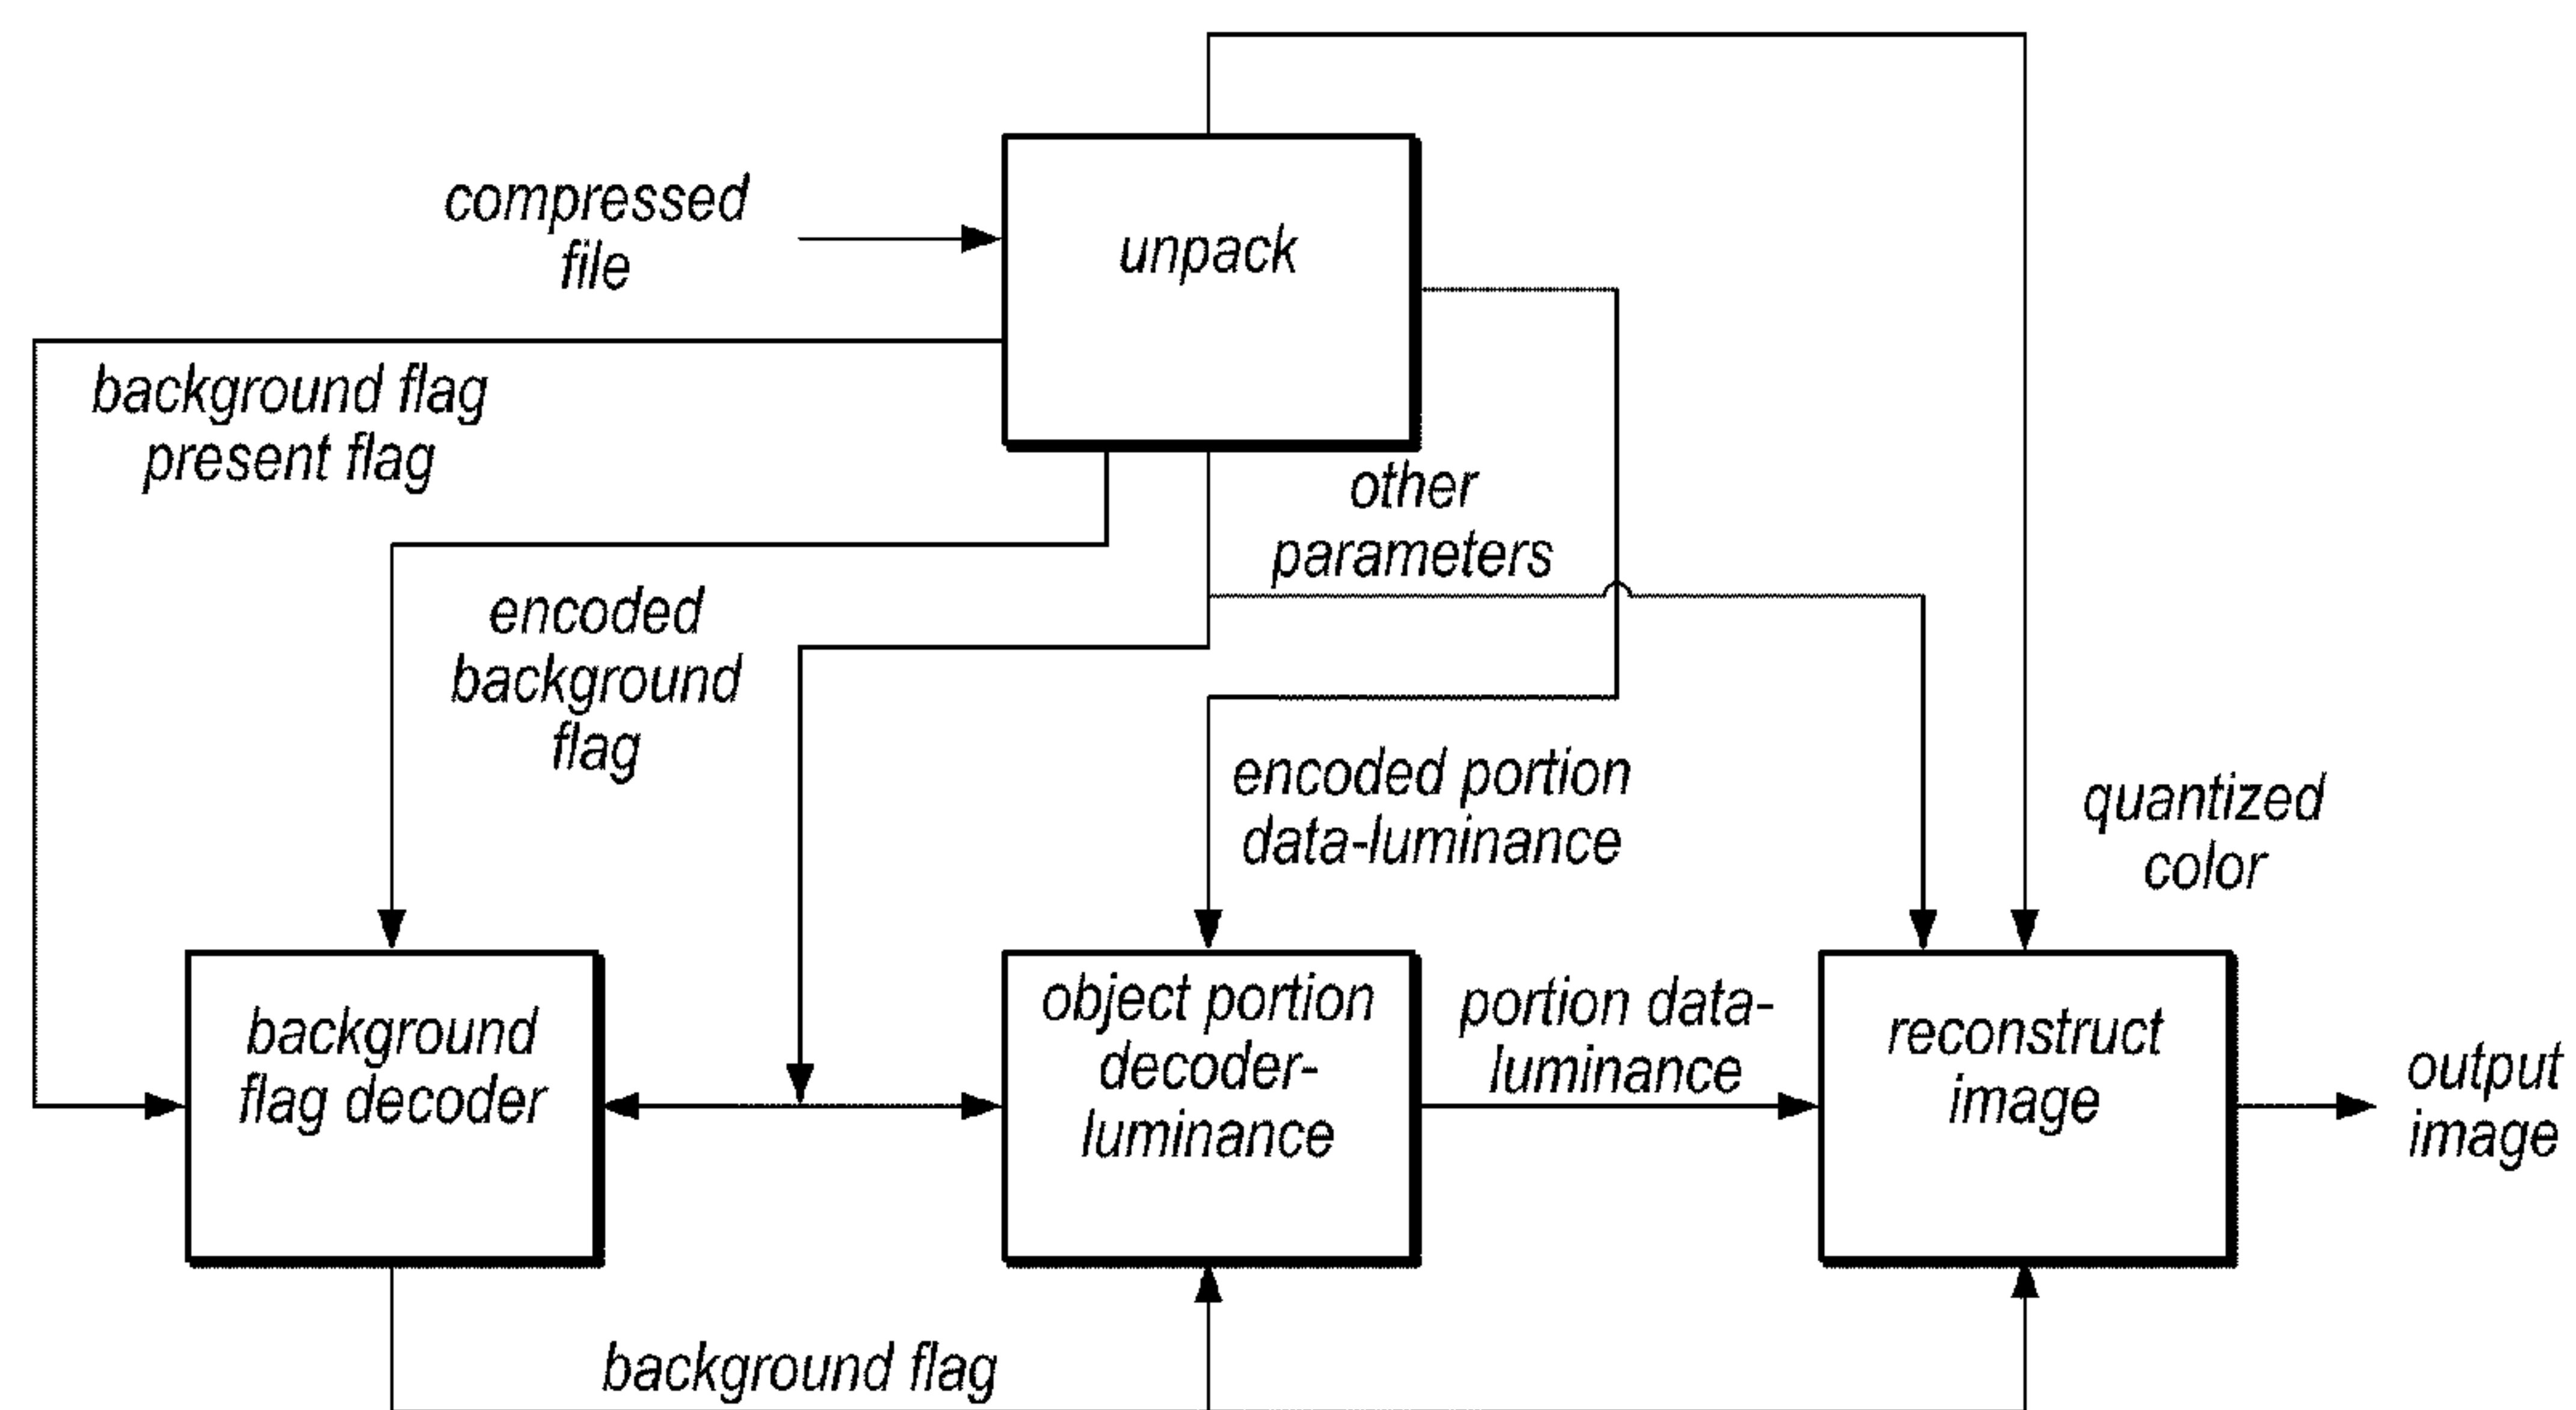 compressed
file
unpack
background flag
present flag
other
parameters
encoded
background
flag
encoded portion
data-luminance
quantized
color
background
flag decoder
object portion
decoder-
luminance
portion data-
luminance
reconstruct
image
output
image
background flag